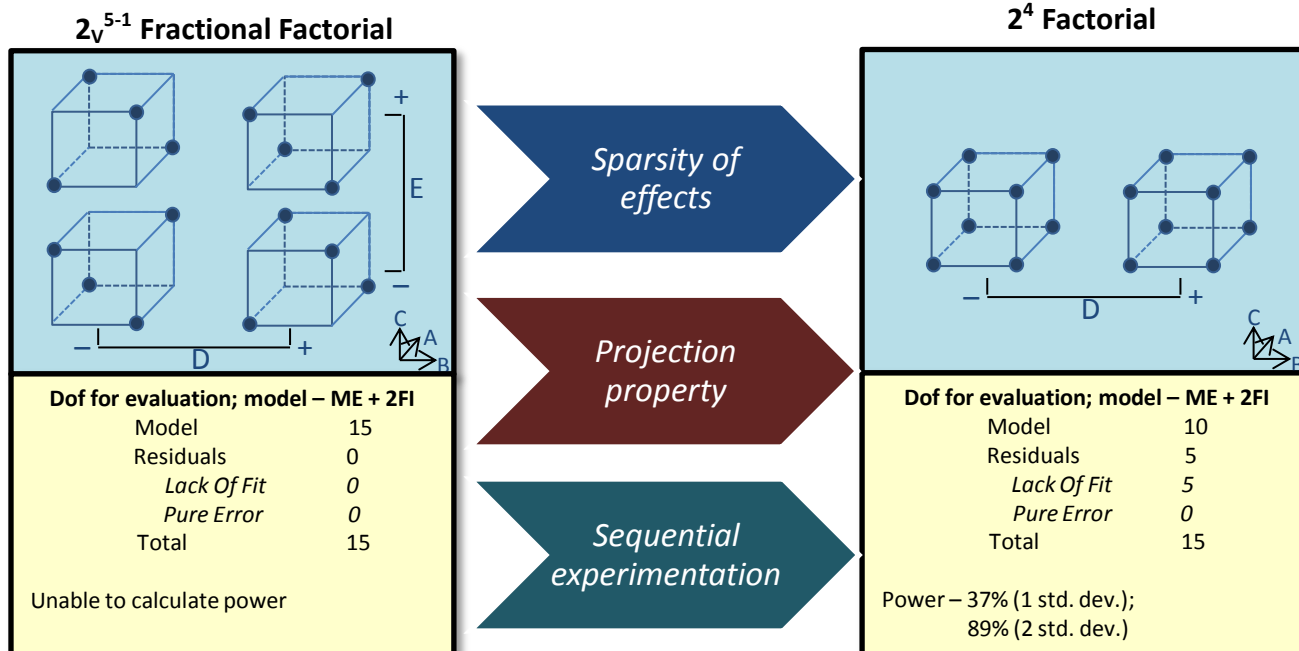 2V5-1 Fractional Factorial
+
E
−
− D +
C
A
B
Dof for evaluation; model – ME + 2FI
Model 15
Residuals 0
Lack Of Fit 0
Pure Error 0
Total 15
Unable to calculate power
Sparsity of
effects
Projection
property
Sequential
experimentation
2⁴ Factorial
− D +
C
A
Dof for evaluation; model – ME + 2FI
Model 10
Residuals 5
Lack Of Fit 5
Pure Error 0
Total 15
Power – 37% (1 std. dev.);
89% (2 std. dev.)